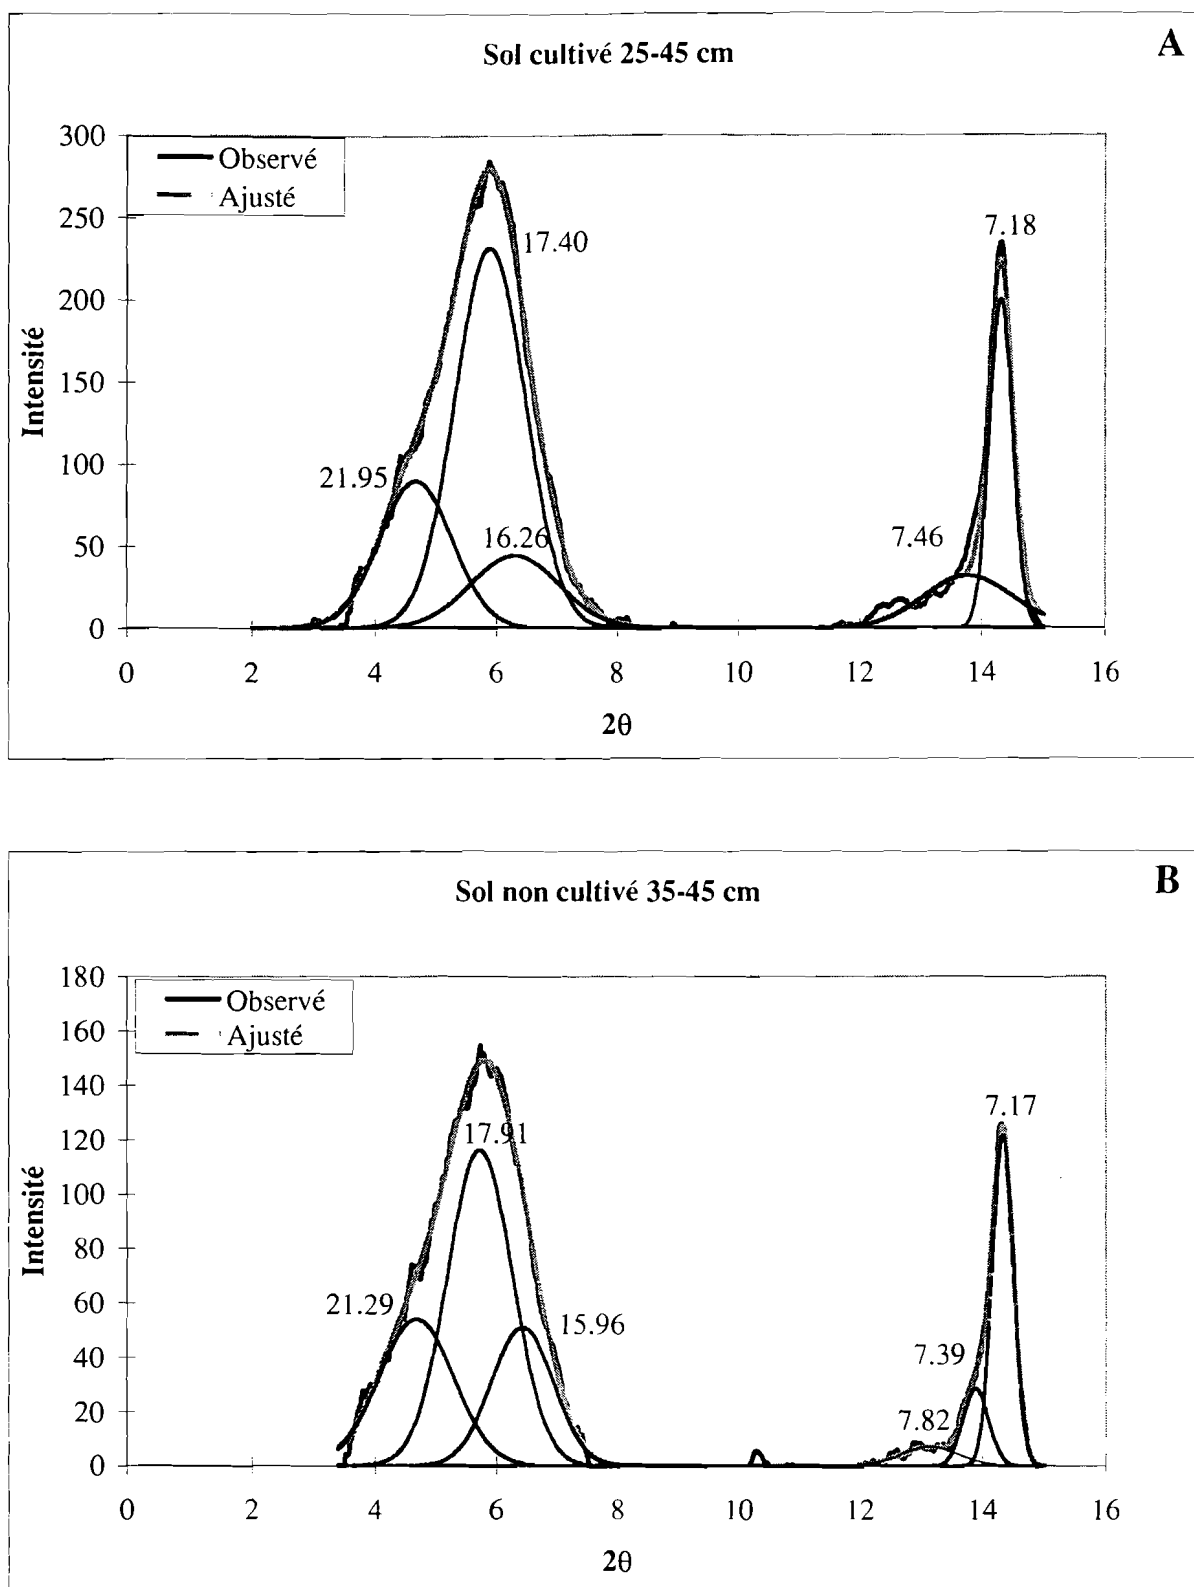 A
Sol cultivé 25-45 cm
300
Observé
Ajusté
250
200
150
100
50
0
Intensité
17.40
7.18
21.95
16.26
7.46
0 2 4 6 8 10 12 14 16
2θ
B
Sol non cultivé 35-45 cm
180
Observé
160
Ajusté
140
120
100
80
60
40
20
0
Intensité
17.91
7.17
21.29
15.96
7.39
7.82
0 2 4 6 8 10 12 14 16
2θ